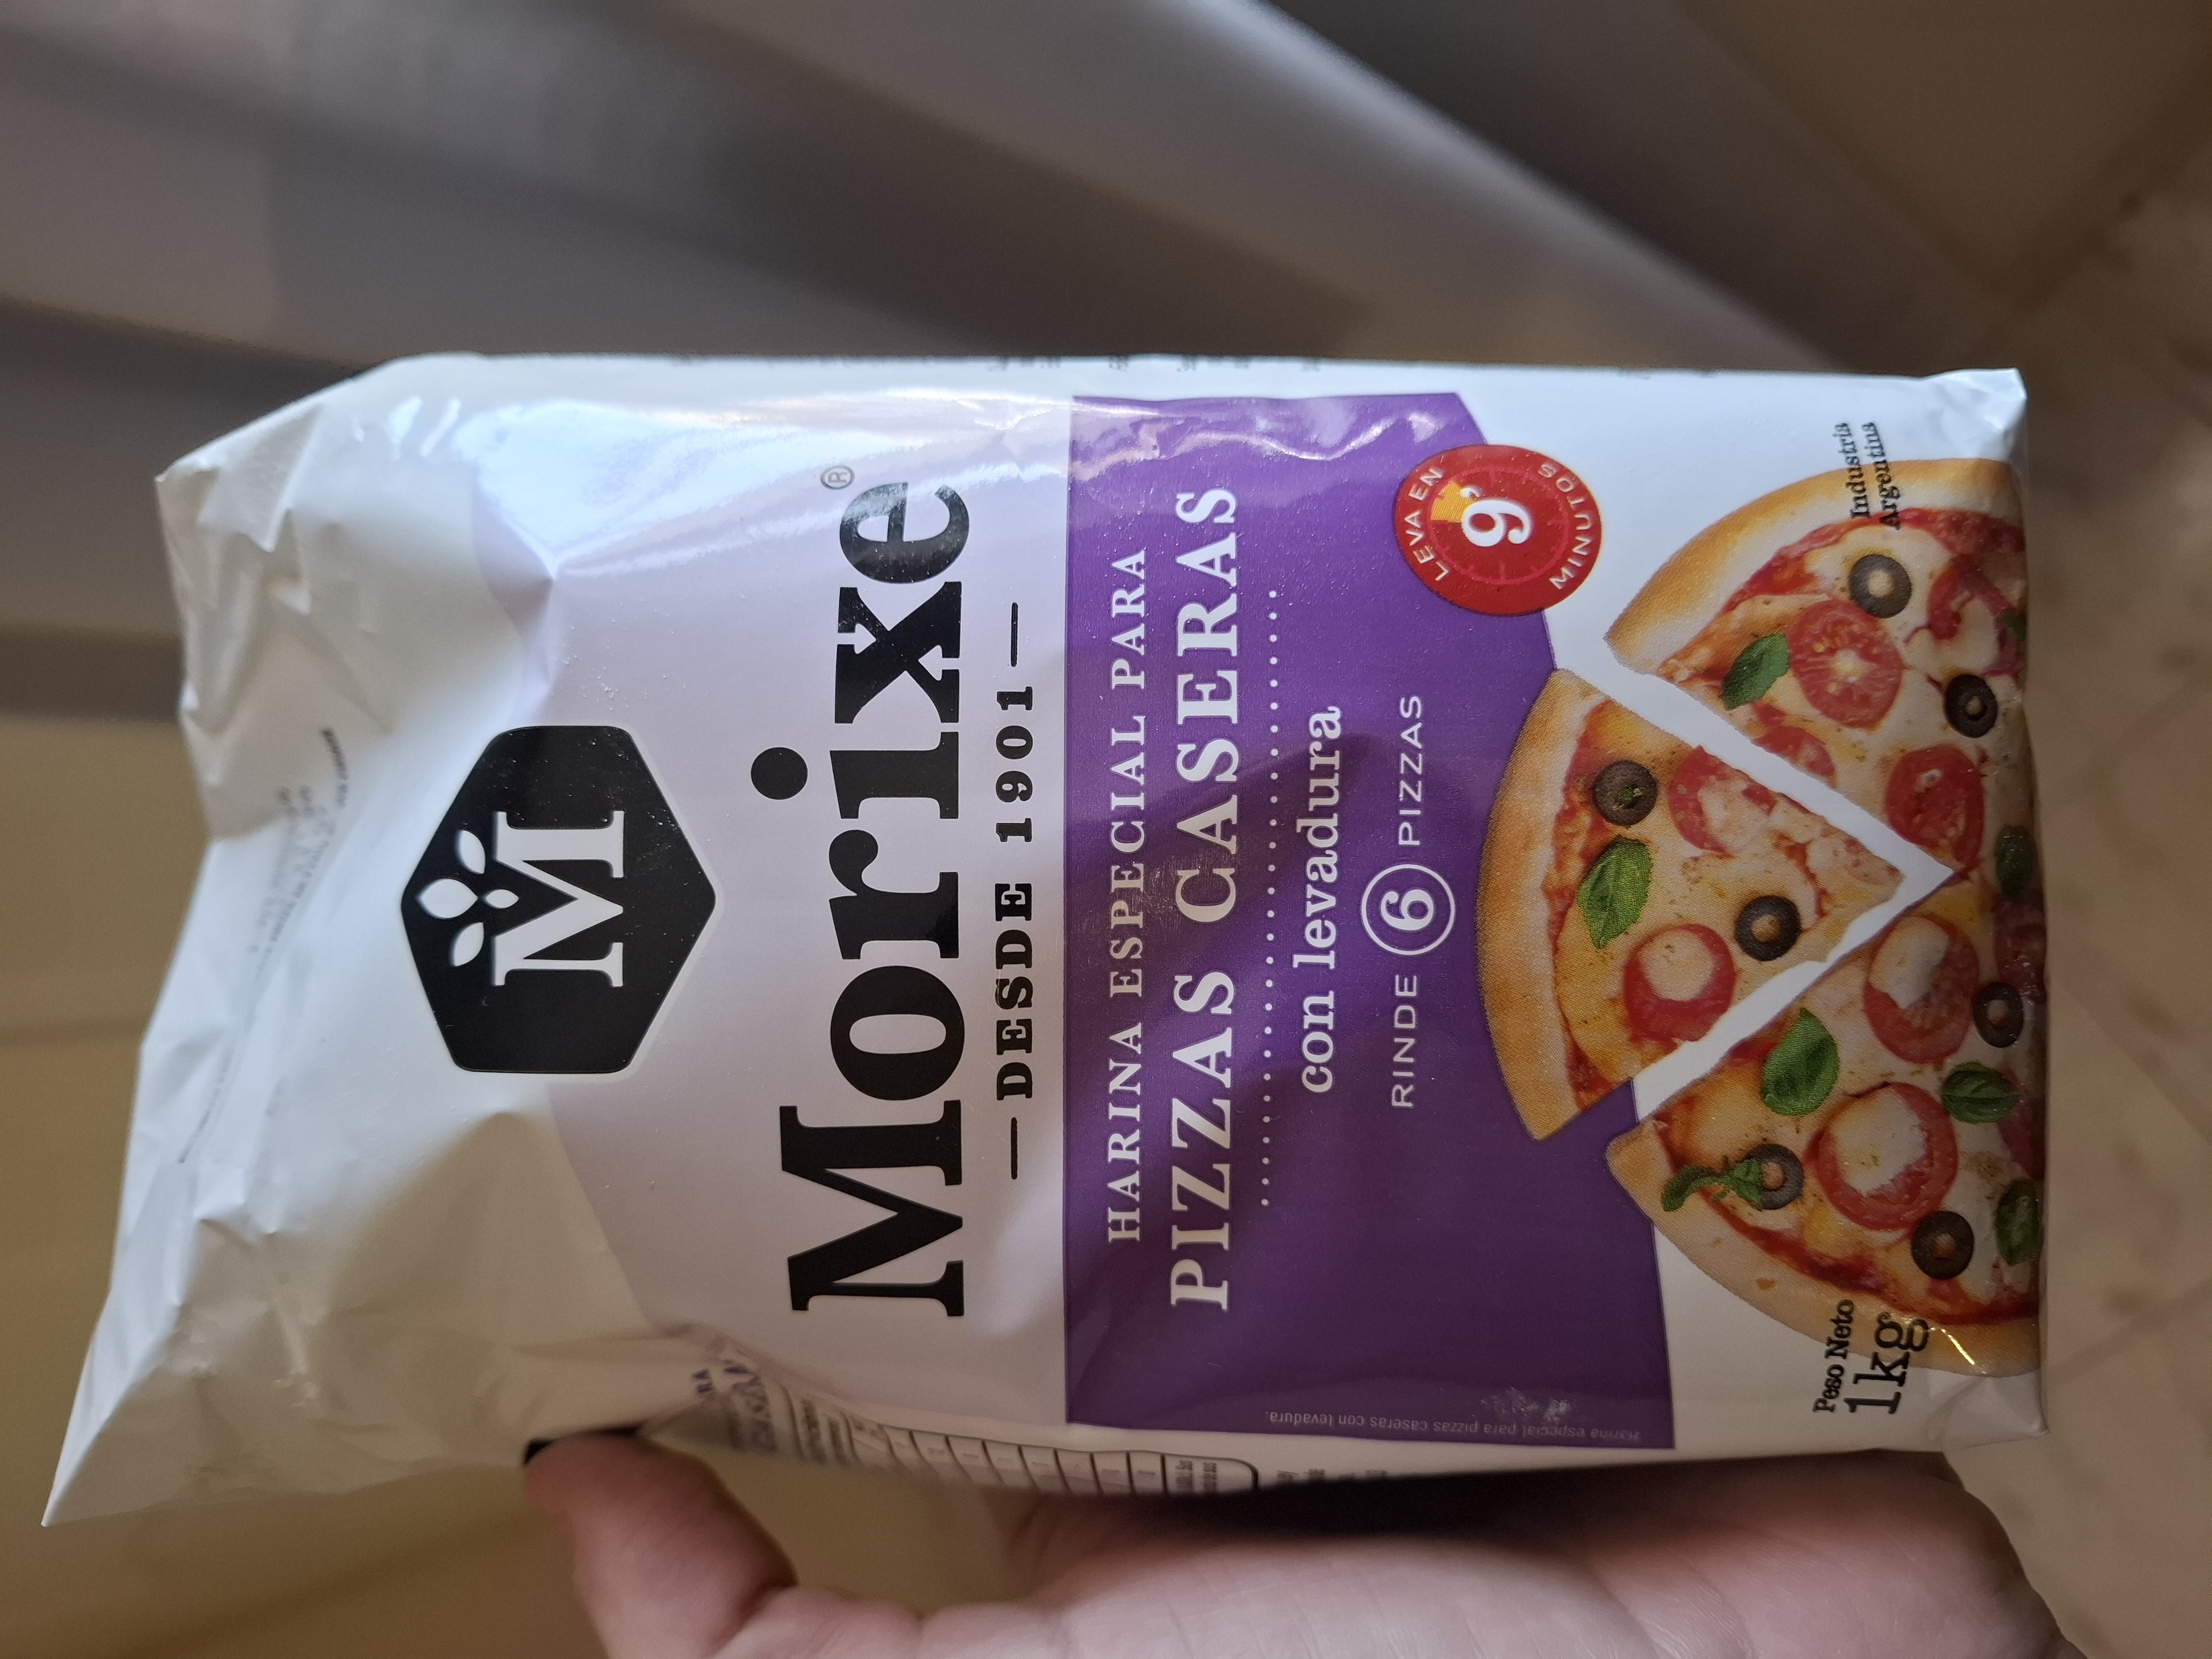 M
Morixe®
DESDE 1901
HARINA ESPECIAL PARA
PIZZAS CASERAS
con levadura
RINDE 6 PIZZAS
LEVA EN
9'
MINUTOS
Peso Neto
1kg
Industria
Argentina
Harina especial para pizzas caseras con levadura.